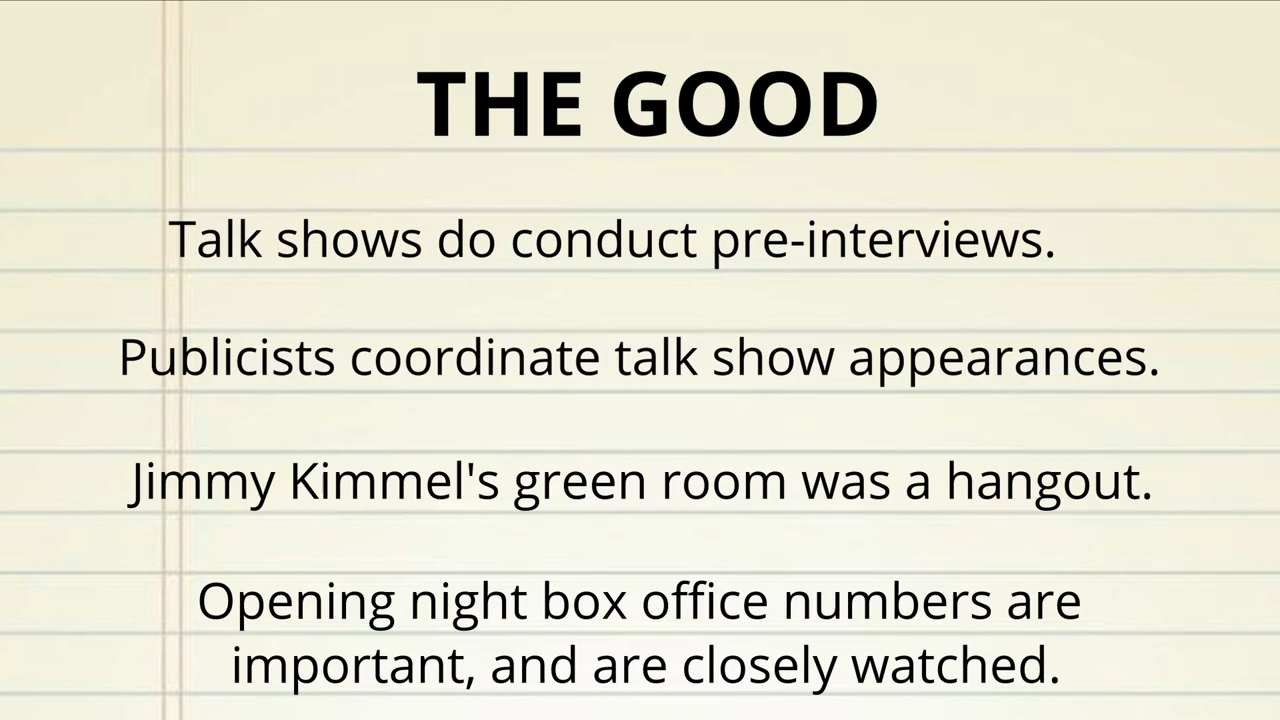 THE GOOD
Talk shows do conduct pre-interviews.
Publicists coordinate talk show appearances.
Jimmy Kimmel's green room was a hangout.
Opening night box office numbers are
important, and are closely watched.